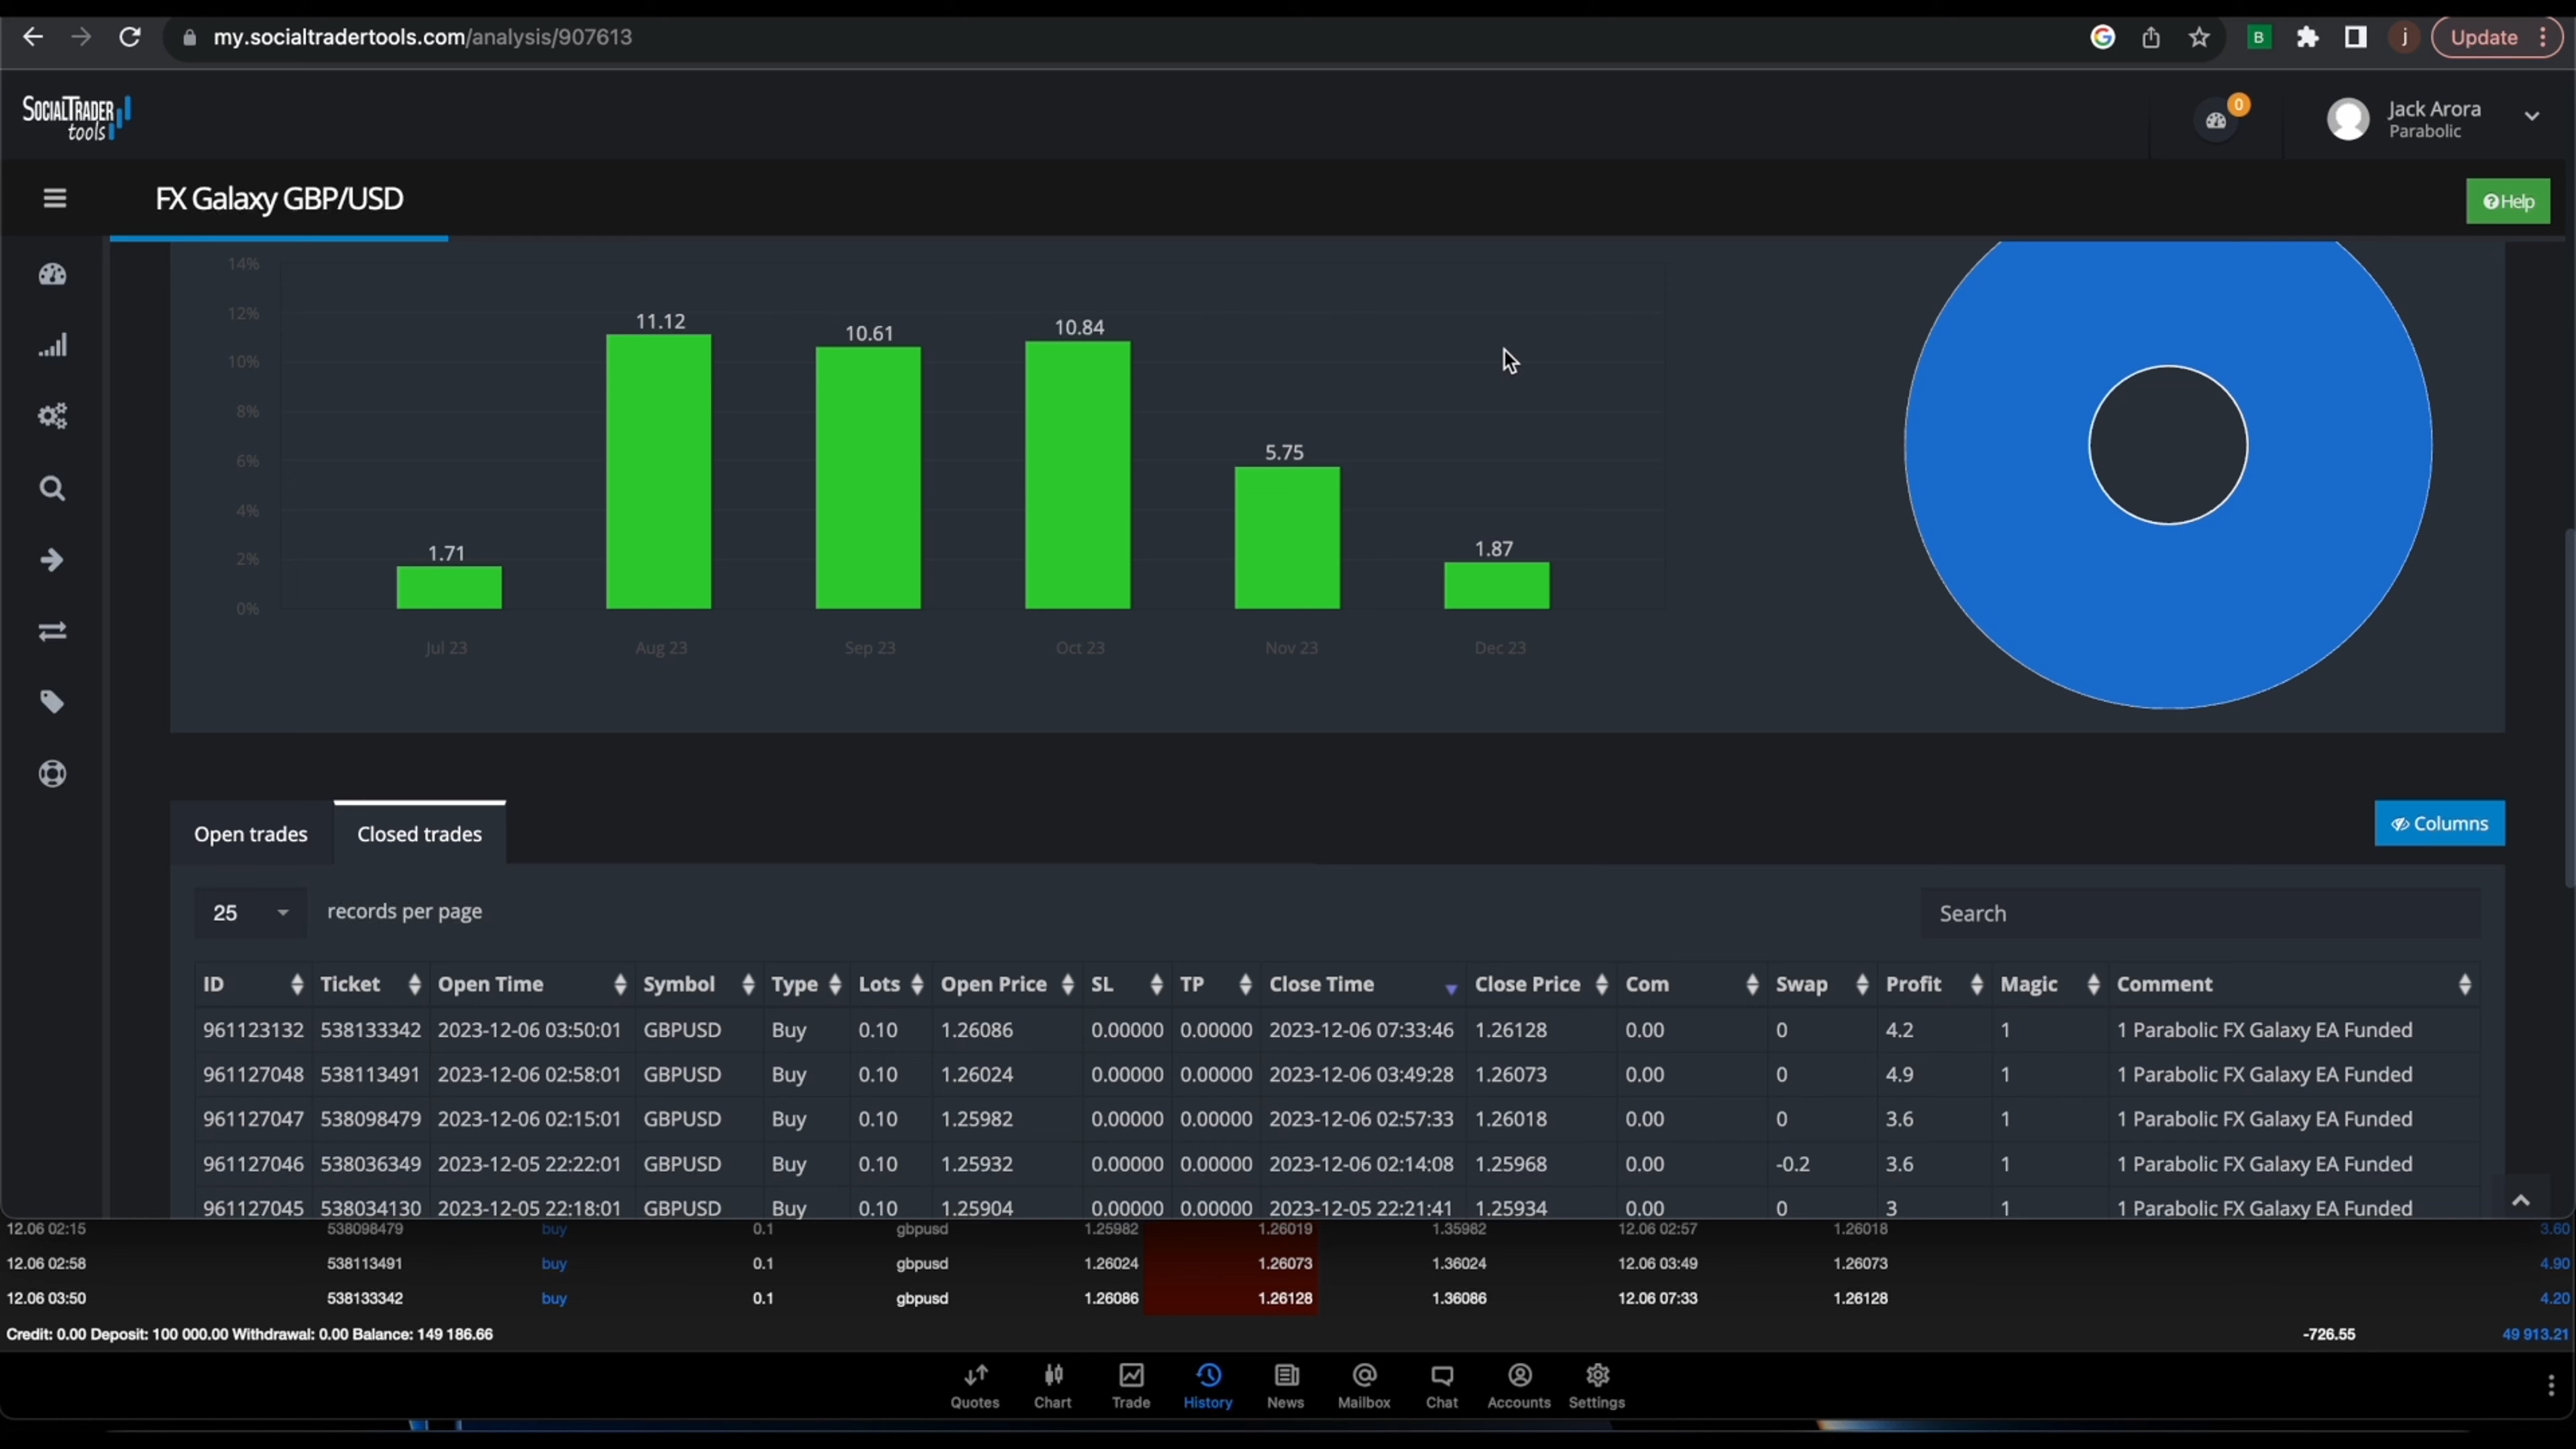 my.socialtradertools.com/analysis/907613
B
j
Update
SOCIALTRADER
tools
0
Jack Arora
Parabolic
FX Galaxy GBP/USD
Help
14%
12%
10%
8%
6%
4%
2%
0%
1.71
11.12
10.61
10.84
5.75
1.87
Jul 23 Aug 23 Sep 23 Oct 23 Nov 23 Dec 23
Open trades Closed trades
Columns
25 records per page
Search
ID Ticket Open Time Symbol Type Lots Open Price SL TP Close Time Close Price Com Swap Profit Magic Comment
961123132 538133342 2023-12-06 03:50:01 GBPUSD Buy 0.10 1.26086 0.00000 0.00000 2023-12-06 07:33:46 1.26128 0.00 0 4.2 1 1 Parabolic FX Galaxy EA Funded
961127048 538113491 2023-12-06 02:58:01 GBPUSD Buy 0.10 1.26024 0.00000 0.00000 2023-12-06 03:49:28 1.26073 0.00 0 4.9 1 1 Parabolic FX Galaxy EA Funded
961127047 538098479 2023-12-06 02:15:01 GBPUSD Buy 0.10 1.25982 0.00000 0.00000 2023-12-06 02:57:33 1.26018 0.00 0 3.6 1 1 Parabolic FX Galaxy EA Funded
961127046 538036349 2023-12-05 22:22:01 GBPUSD Buy 0.10 1.25932 0.00000 0.00000 2023-12-06 02:14:08 1.25968 0.00 -0.2 3.6 1 1 Parabolic FX Galaxy EA Funded
961127045 538034130 2023-12-05 22:18:01 GBPUSD Buy 0.10 1.25904 0.00000 0.00000 2023-12-05 22:21:41 1.25934 0.00 0 3 1 1 Parabolic FX Galaxy EA Funded
12.06 02:15 538098479 buy 0.1 gbpusd 1.25982 1.26019 1.35982 12.06 02:57 1.26018 3.60
12.06 02:58 538113491 buy 0.1 gbpusd 1.26024 1.26073 1.36024 12.06 03:49 1.26073 4.90
12.06 03:50 538133342 buy 0.1 gbpusd 1.26086 1.26128 1.36086 12.06 07:33 1.26128 4.20
Credit: 0.00 Deposit: 100 000.00 Withdrawal: 0.00 Balance: 149 186.66 -726.55 49 913.21
Quotes Chart Trade History News Mailbox Chat Accounts Settings